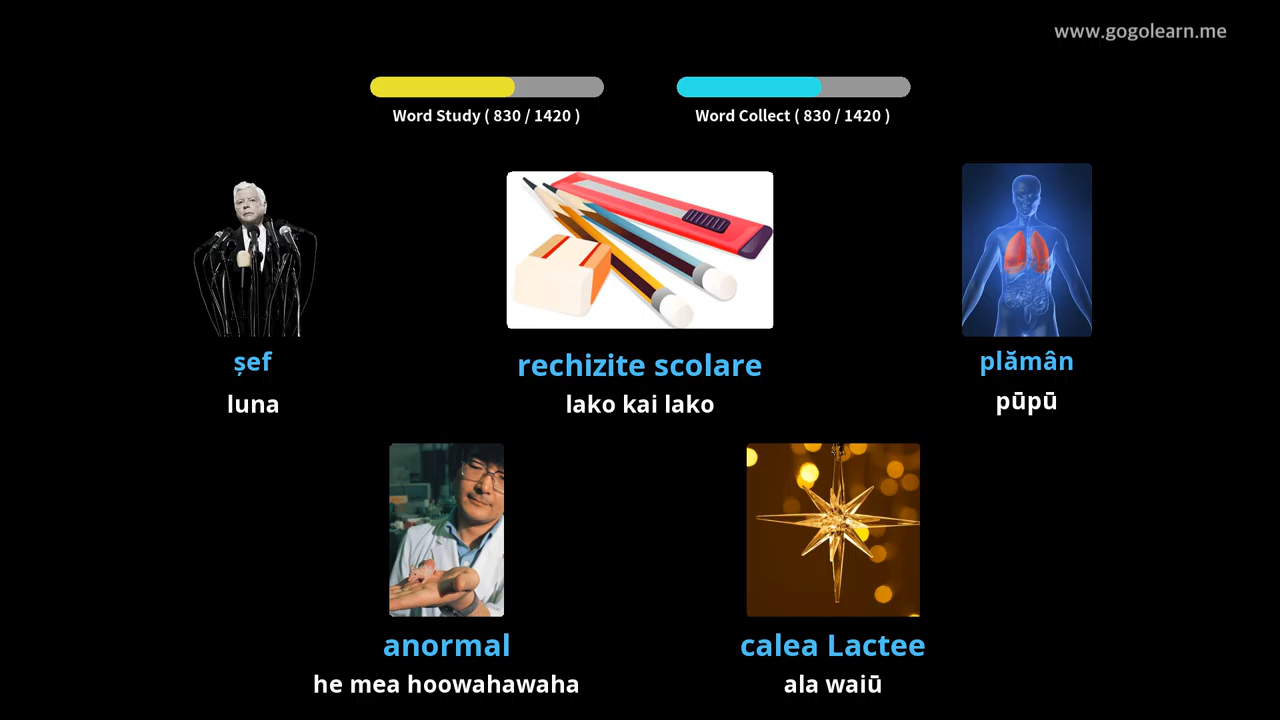 www.gogolearn.me
Word Study ( 830 / 1420 )
Word Collect ( 830 / 1420 )
șef
luna
rechizite scolare
lako kai lako
plămân
pūpū
anormal
he mea hoowahawaha
calea Lactee
ala waiū